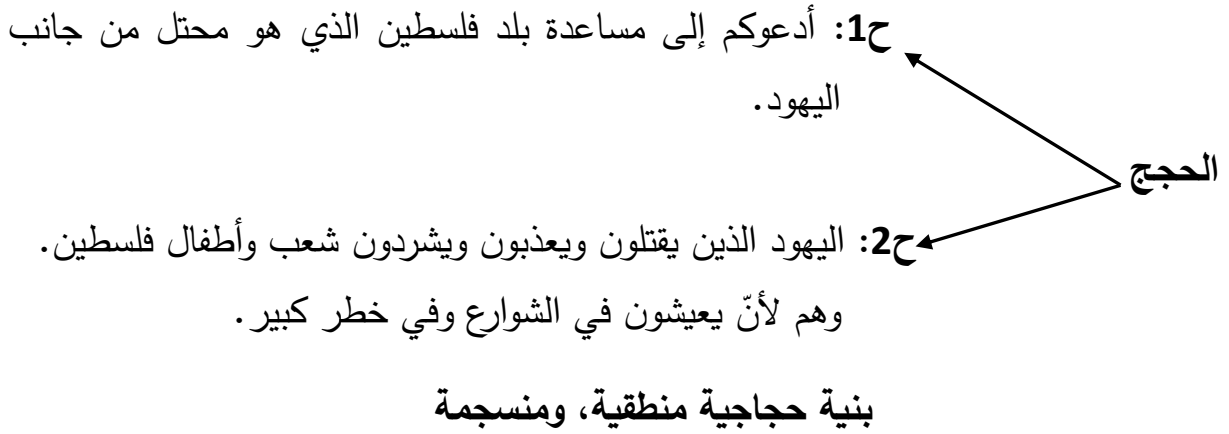 ح1: أدعوكم إلى مساعدة بلد فلسطين الذي هو محتل من جانب
اليهود.
الحجج
ح2: اليهود الذين يقتلون ويعذبون ويشردون شعب وأطفال فلسطين.
وهم لأنّ يعيشون في الشوارع وفي خطر كبير.
بنية حجاجية منطقية، ومنسجمة